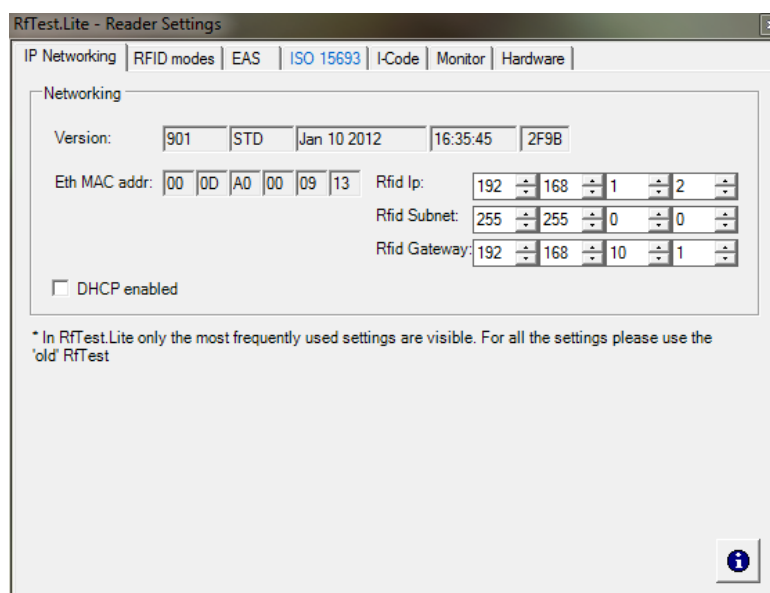 RfTest.Lite - Reader Settings
IP Networking RFID modes EAS ISO 15693 I-Code Monitor Hardware
Networking
Version: 901 STD Jan 10 2012 16:35:45 2F9B
Eth MAC addr: 00 0D A0 00 09 13 Rfid Ip: 192 168 1 2
Rfid Subnet: 255 255 0 0
Rfid Gateway: 192 168 10 1
DHCP enabled
* In RfTest.Lite only the most frequently used settings are visible. For all the settings please use the
'old' RfTest